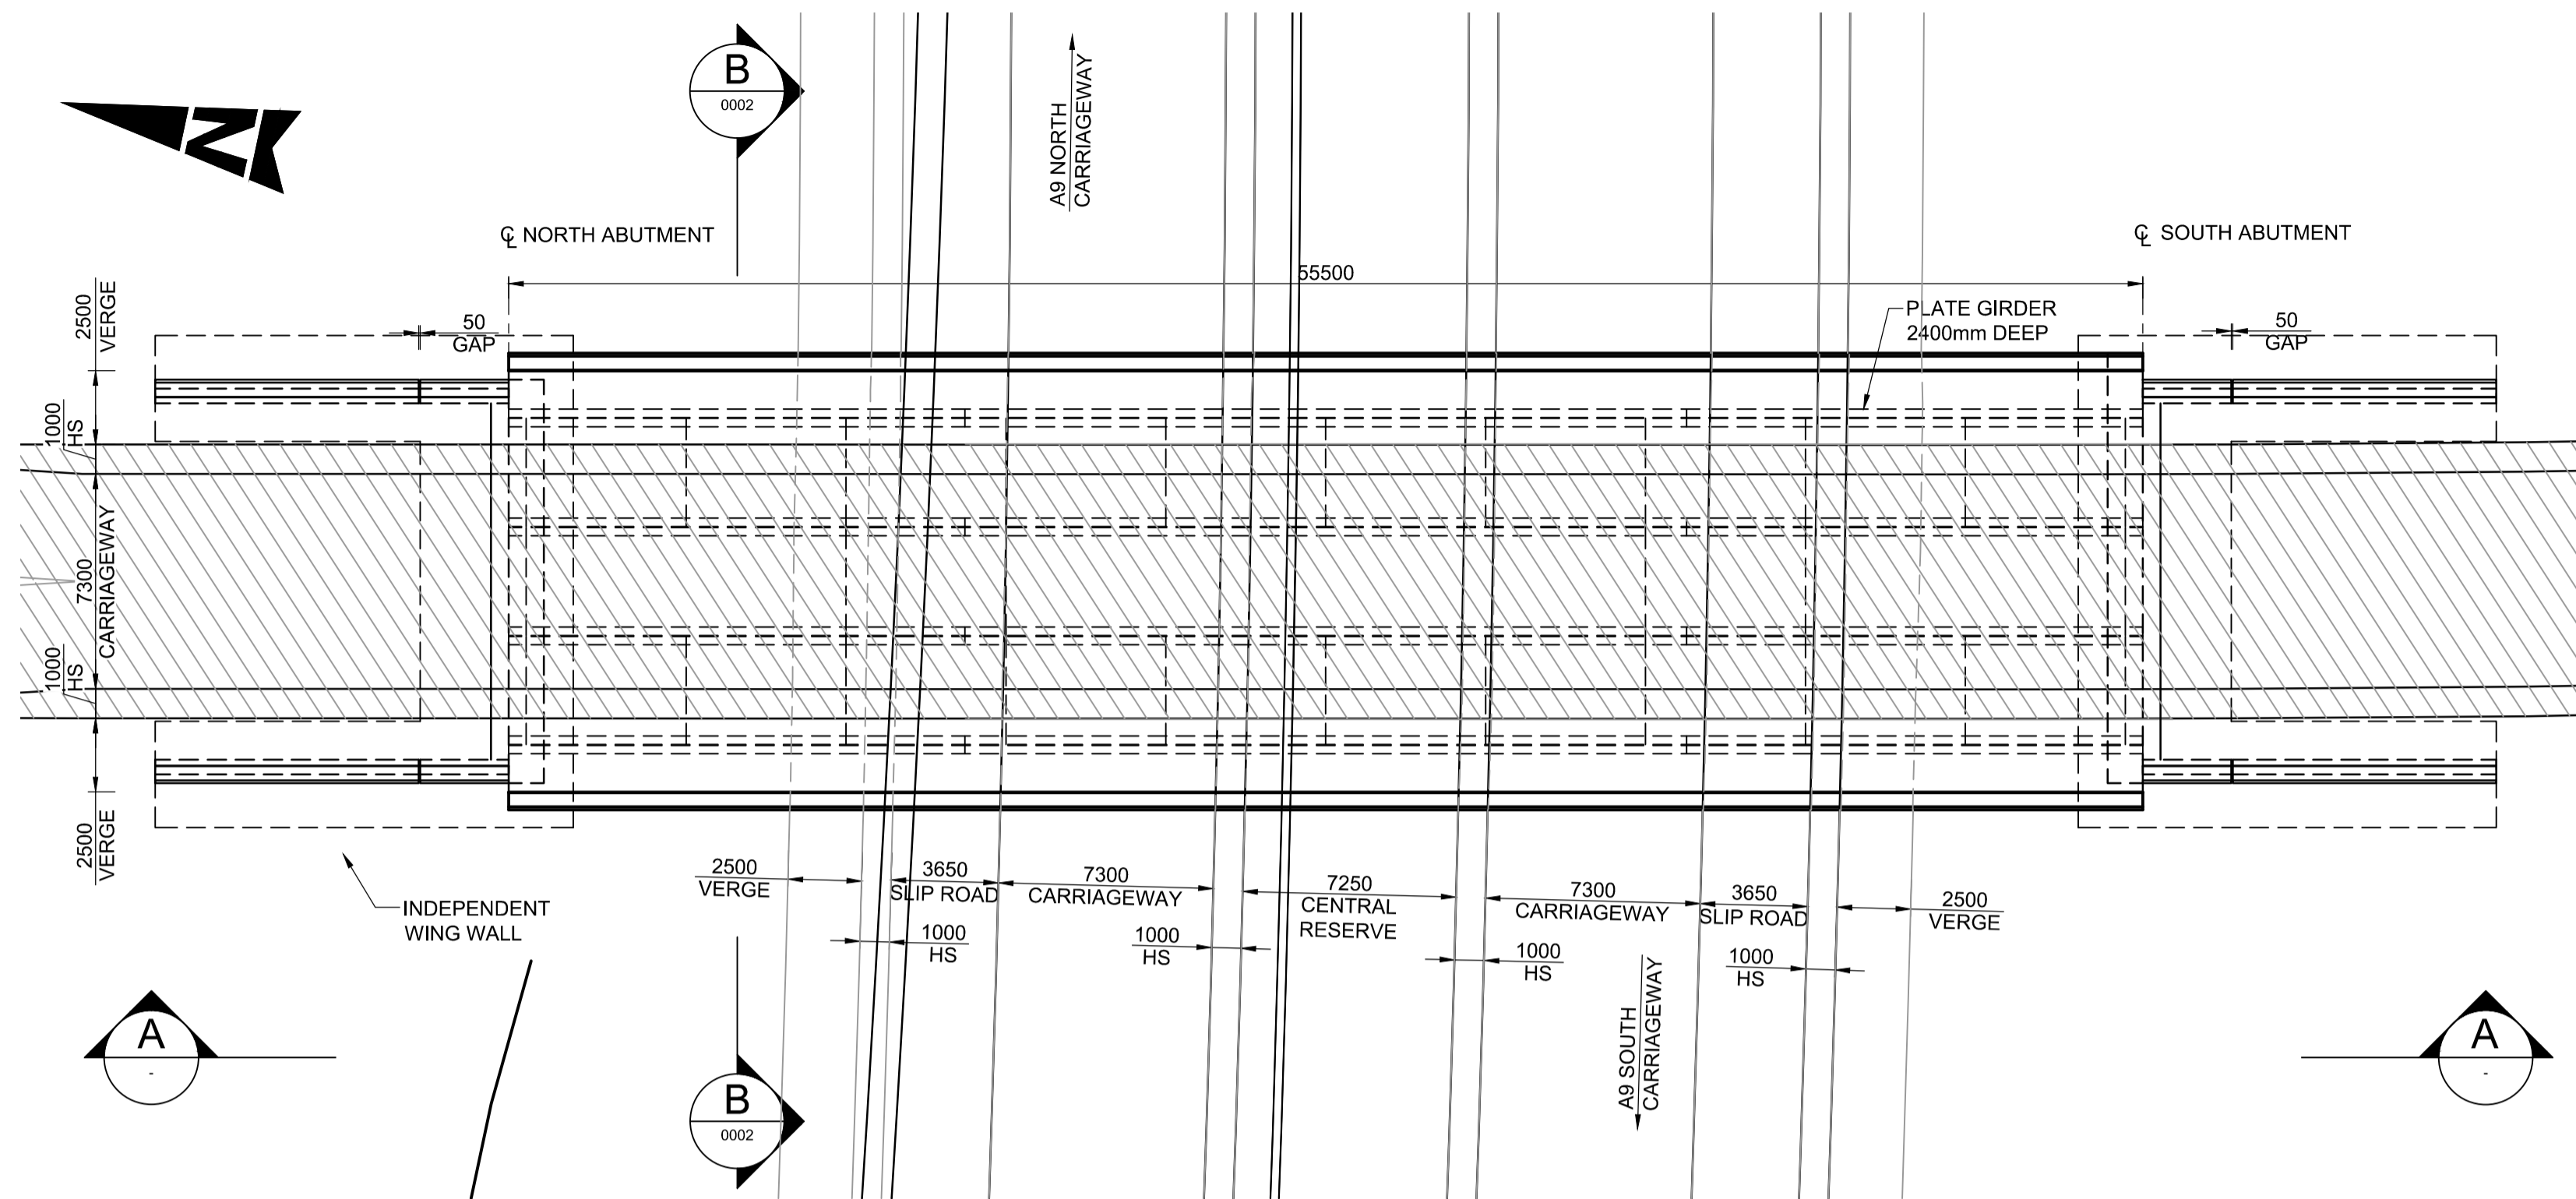 B
0002
N
A9 NORTH
CARRIAGEWAY
℄ NORTH ABUTMENT
℄ SOUTH ABUTMENT
55500
2500
VERGE
50
GAP
PLATE GIRDER
2400mm DEEP
50
GAP
1000
HS
7300
CARRIAGEWAY
1000
HS
2500
VERGE
INDEPENDENT
WING WALL
2500
VERGE
3650
SLIP ROAD
7300
CARRIAGEWAY
7250
CENTRAL
RESERVE
7300
CARRIAGEWAY
3650
SLIP ROAD
2500
VERGE
1000
HS
1000
HS
1000
HS
1000
HS
A9 SOUTH
CARRIAGEWAY
A
-
B
0002
A
-